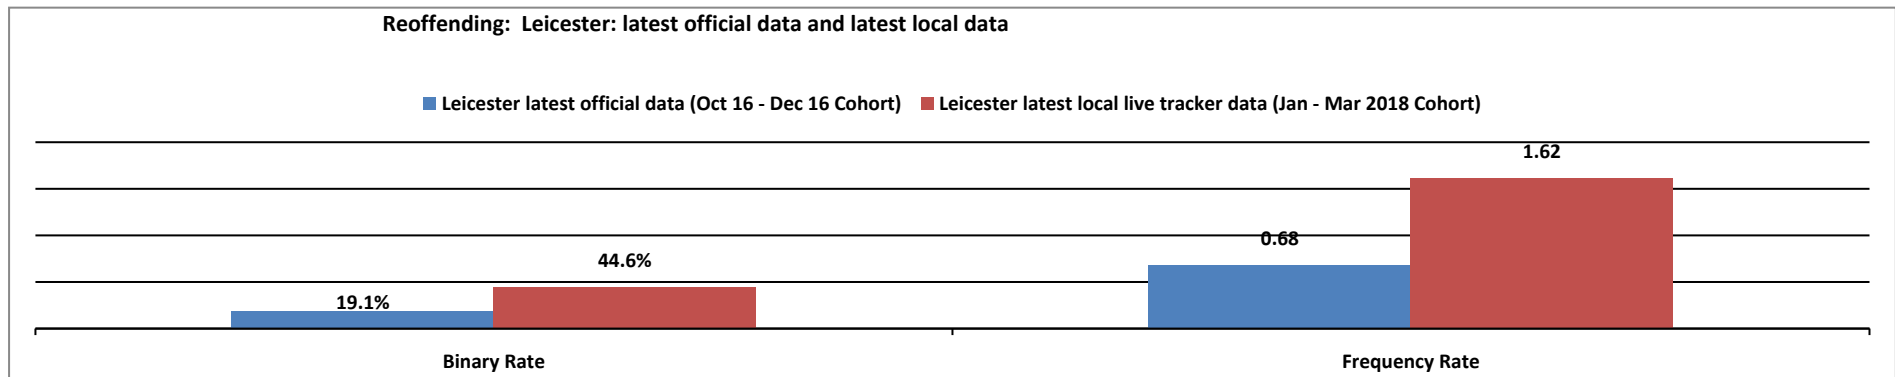 Reoffending: Leicester: latest official data and latest local data
Leicester latest official data (Oct 16 - Dec 16 Cohort) Leicester latest local live tracker data (Jan - Mar 2018 Cohort)
1.62
0.68
44.6%
19.1%
Binary Rate Frequency Rate